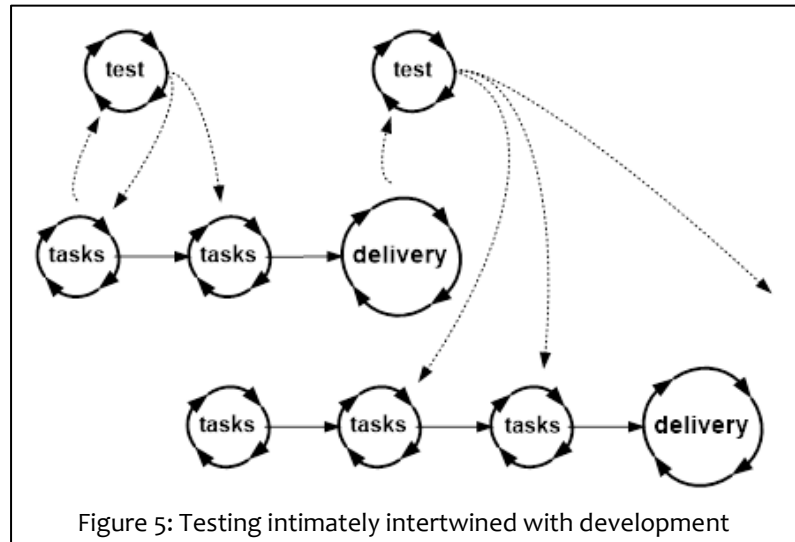 test
test
tasks
tasks
delivery
tasks
tasks
tasks
delivery
Figure 5: Testing intimately intertwined with development